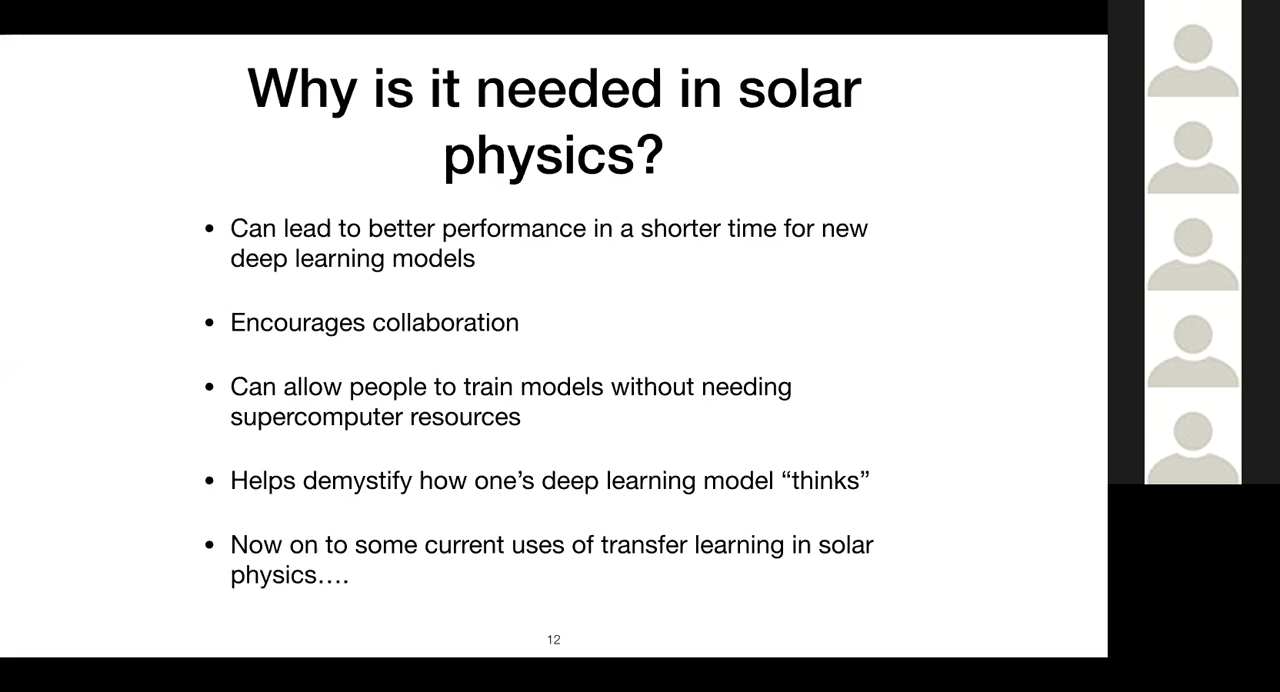 Why is it needed in solar
physics?
• Can lead to better performance in a shorter time for new
deep learning models
• Encourages collaboration
• Can allow people to train models without needing
supercomputer resources
• Helps demystify how one’s deep learning model “thinks”
• Now on to some current uses of transfer learning in solar
physics….
12